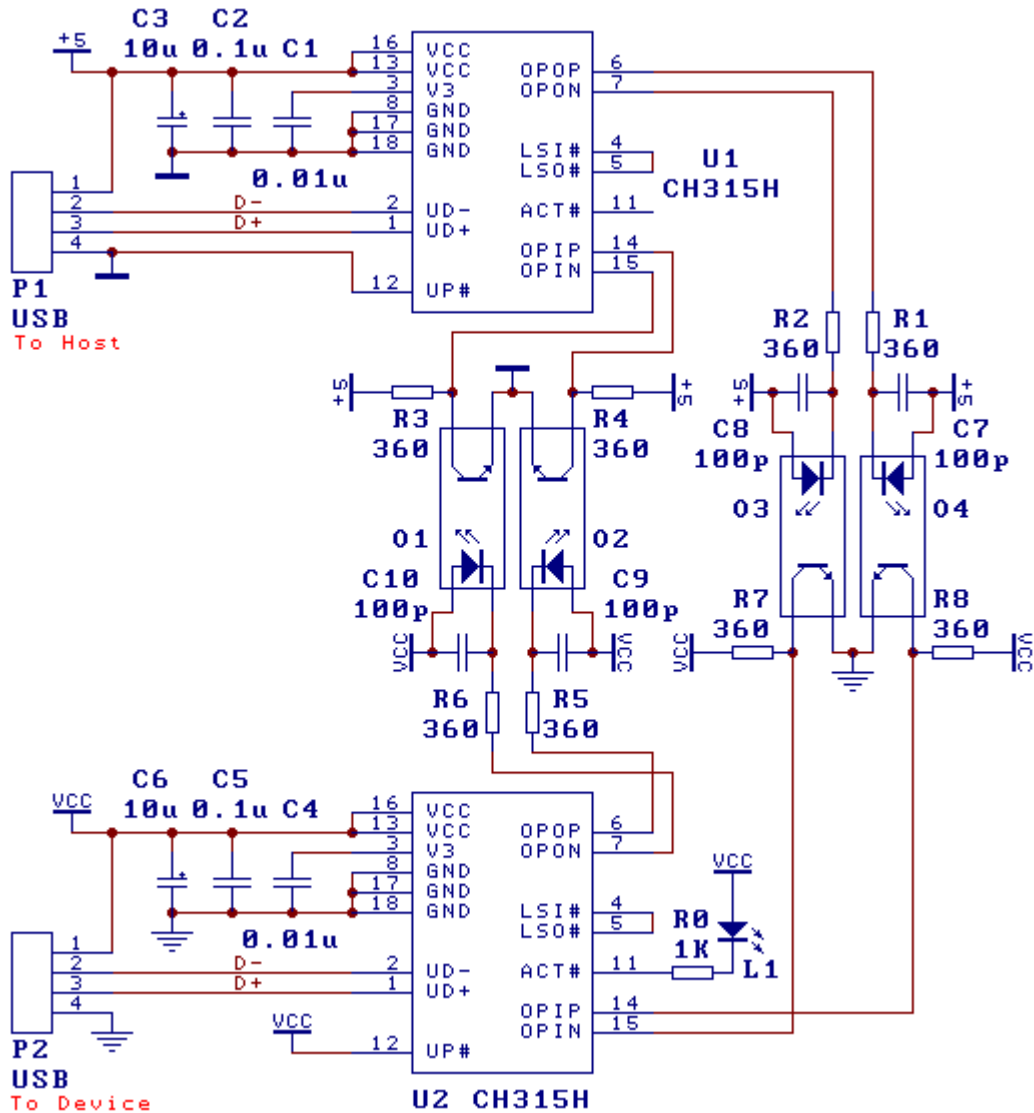 C3 C2
+5 10u 0.1u C1
16 VCC
13 VCC
3 V3
8 GND
17 GND
18 GND
OPOP 6
OPON 7
LSI# 4
LSO# 5
U1
CH315H
0.01u
1
2 D- 2 UD-
3 D+ 1 UD+
4
ACT# 11
OPIP 14
OPIN 15
12 UP#
P1
USB
To Host
R2 R1
360 360
+5 +5
R3 R4
360 360
+5 +5
C8 C7
100p 100p
O3 O4
O1 O2
C10 C9
100p 100p
R7 R8
360 360
VCC VCC
VCC VCC
R6 R5
360 360
C6 C5
VCC 10u 0.1u C4
16 VCC
13 VCC
3 V3
8 GND
17 GND
18 GND
OPOP 6
OPON 7
VCC
LSI# 4
LSO# 5
R0
1K
L1
0.01u
1
2 D- 2 UD-
3 D+ 1 UD+
4
ACT# 11
OPIP 14
OPIN 15
VCC
12 UP#
P2
USB
To Device
U2 CH315H